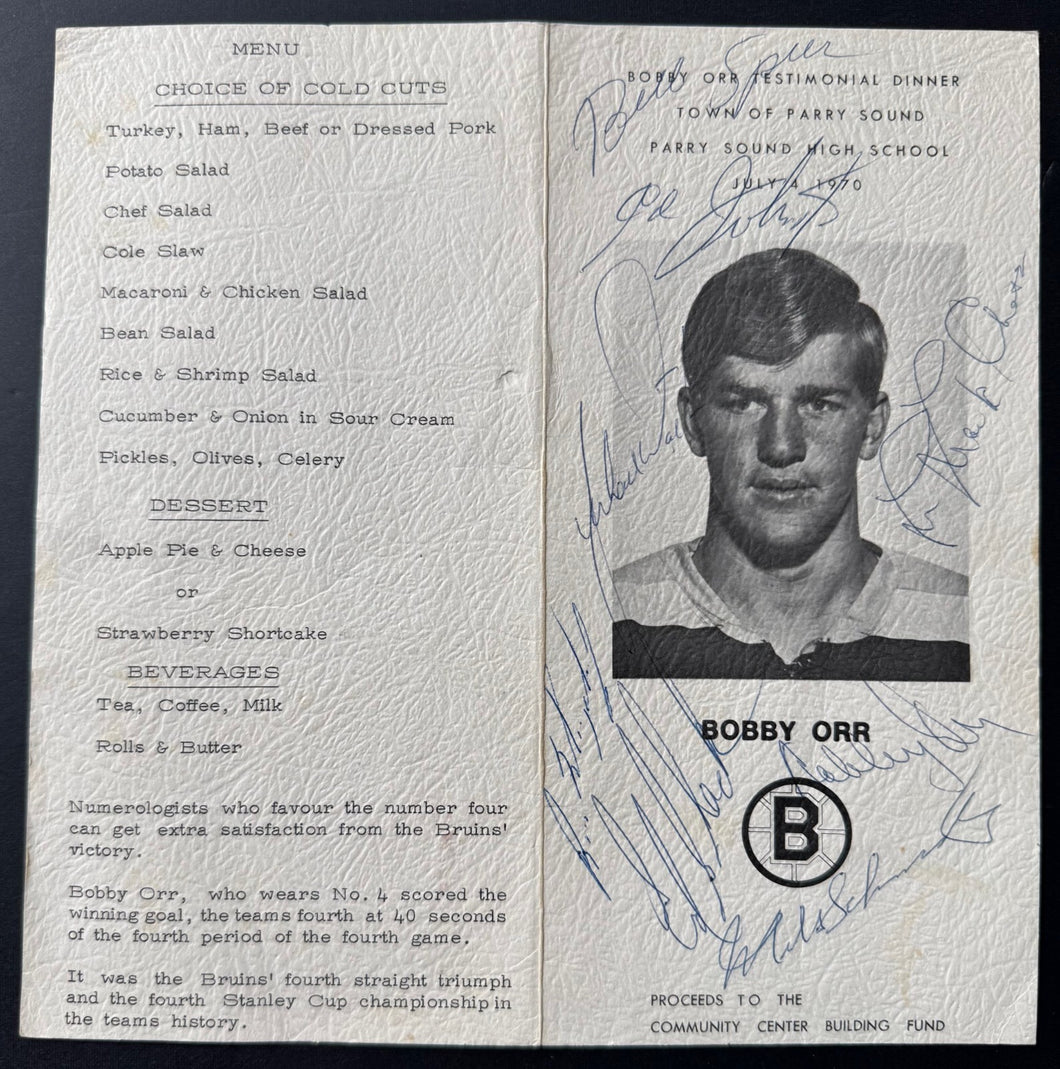 MENU
CHOICE OF COLD CUTS
Turkey, Ham, Beef or Dressed Pork
Potato Salad
Chef Salad
Cole Slaw
Macaroni & Chicken Salad
Bean Salad
Rice & Shrimp Salad
Cucumber & Onion in Sour Cream
Pickles, Olives, Celery
DESSERT
Apple Pie & Cheese
or
Strawberry Shortcake
BEVERAGES
Tea, Coffee, Milk
Rolls & Butter
Numerologists who favour the number four
can get extra satisfaction from the Bruins'
victory.
Bobby Orr, who wears No. 4 scored the
winning goal, the teams fourth at 40 seconds
of the fourth period of the fourth game.
It was the Bruins' fourth straight triumph
and the fourth Stanley Cup championship in
the teams history.
BOBBY ORR TESTIMONIAL DINNER
TOWN OF PARRY SOUND
PARRY SOUND HIGH SCHOOL
JULY 4 1970
Bill Speer
Ed Johnst
Milt Schmidt
BOBBY ORR
B
PROCEEDS TO THE
COMMUNITY CENTER BUILDING FUND